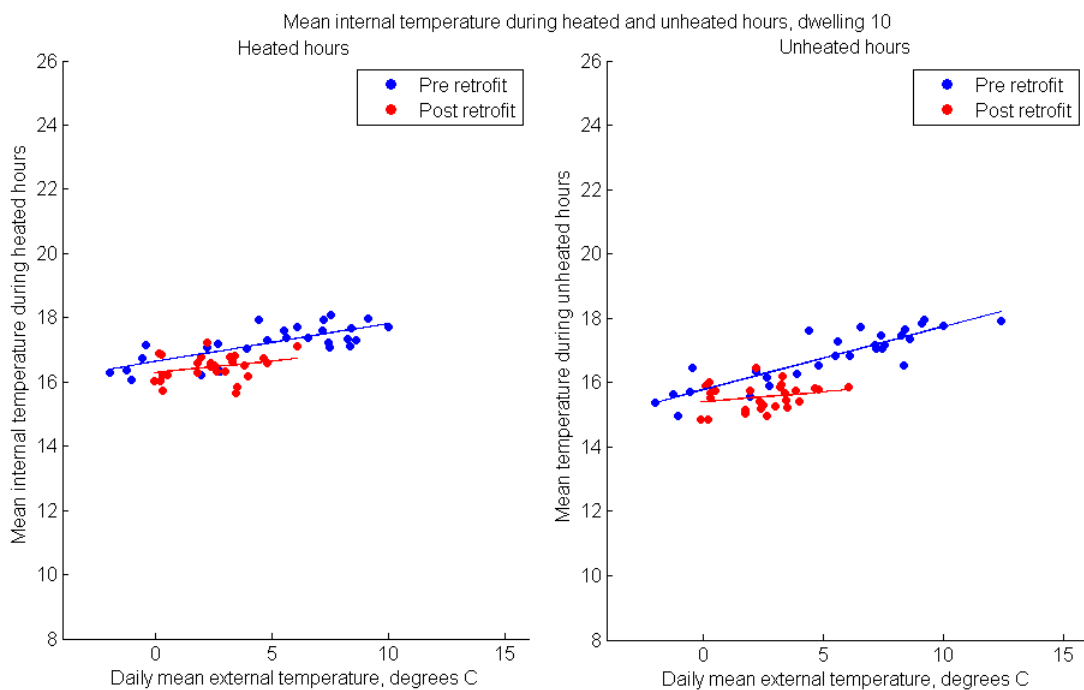 Mean internal temperature during heated and unheated hours, dwelling 10
Heated hours
Unheated hours
Pre retrofit
Post retrofit
Pre retrofit
Post retrofit
Mean internal temperature during heated hours
26
24
22
20
18
16
14
12
10
8
0
5
10
15
Daily mean external temperature, degrees C
Mean temperature during unheated hours
26
24
22
20
18
16
14
12
10
8
0
5
10
15
Daily mean external temperature, degrees C